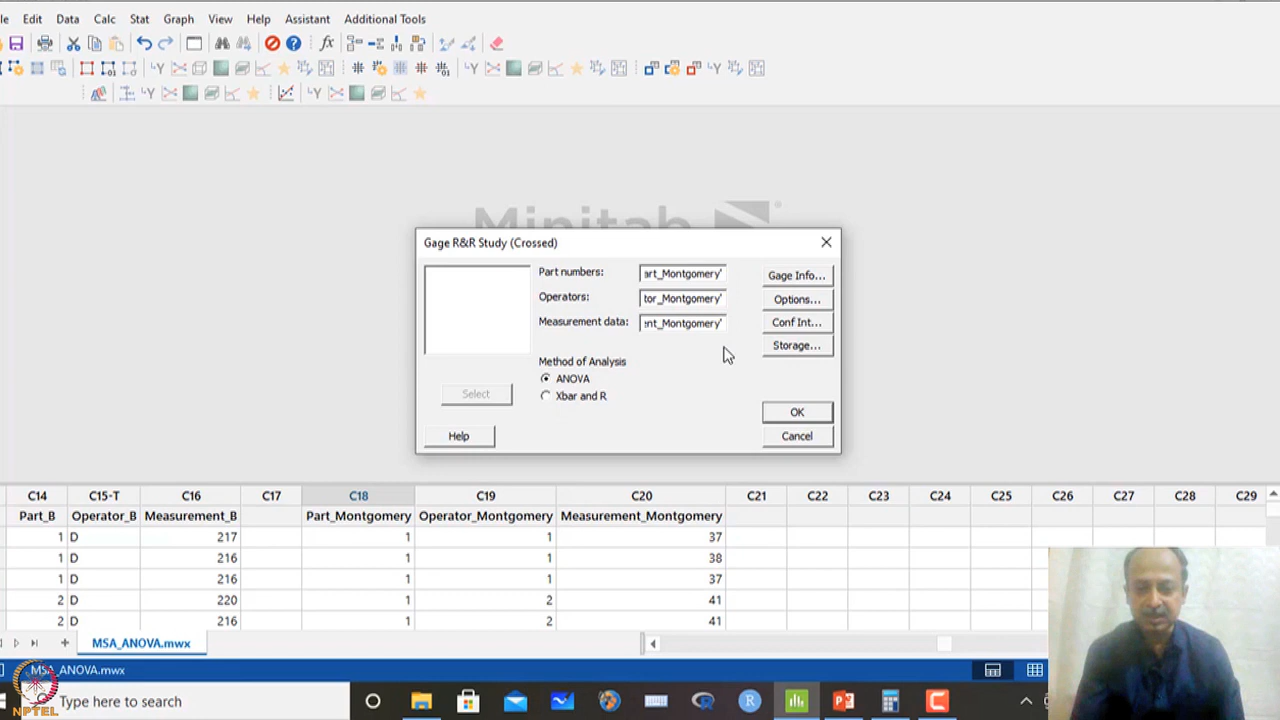 le Edit Data Calc Stat Graph View Help Assistant Additional Tools
Minitab
Gage R&R Study (Crossed)
Part numbers: art_Montgomery' Gage Info...
Operators: tor_Montgomery' Options...
Measurement data: nt_Montgomery' Conf Int...
Storage...
Method of Analysis
ANOVA
Select Xbar and R
OK
Help Cancel
C14 C15-T C16 C17 C18 C19 C20 C21 C22 C23 C24 C25 C26 C27 C28 C29
Part_B Operator_B Measurement_B Part_Montgomery Operator_Montgomery Measurement_Montgomery
1 D 217 1 1 37
1 D 216 1 1 38
1 D 216 1 1 37
2 D 220 1 2 41
2 D 216 1 2 41
MSA_ANOVA.mwx
MSA_ANOVA.mwx
Type here to search
NPTEL